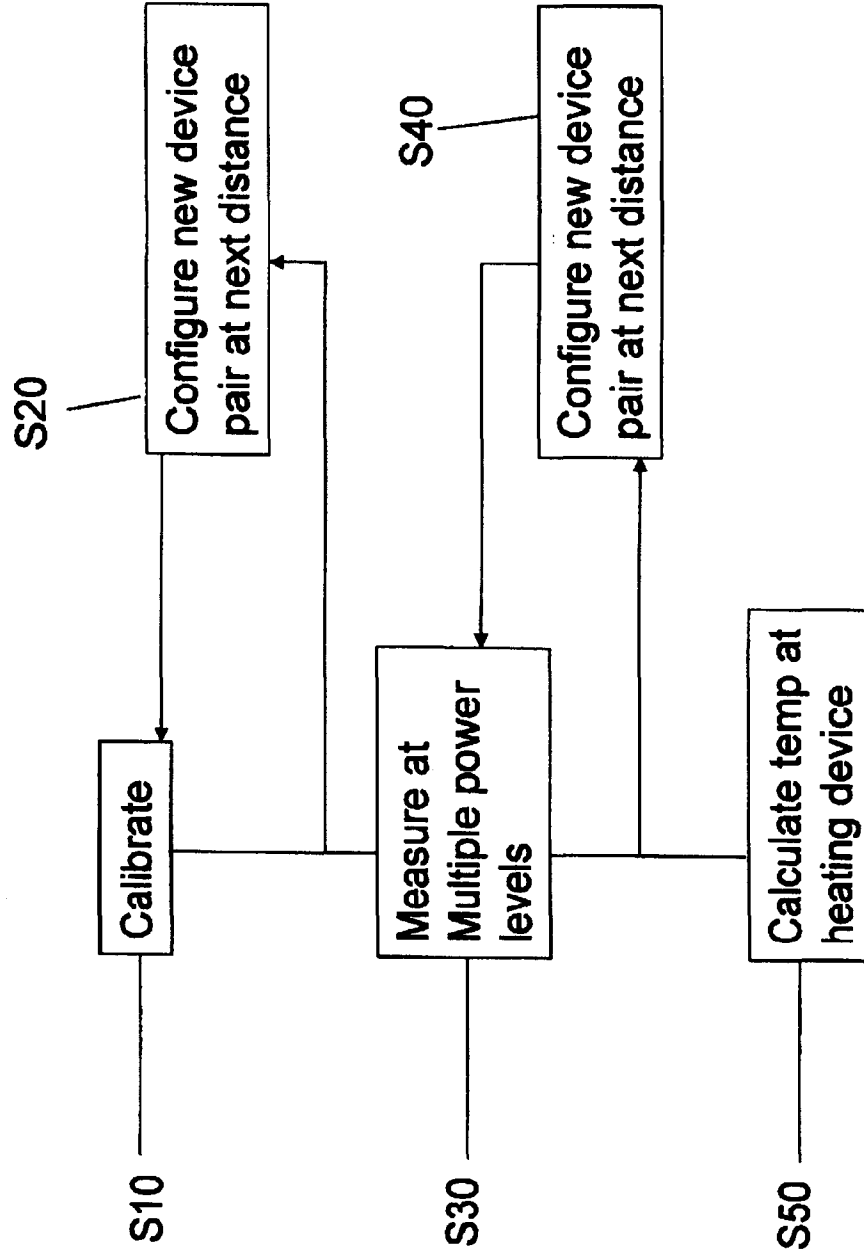 S10
Calibrate
S20
Configure new device
pair at next distance
S30
Measure at
Multiple power
levels
S40
Configure new device
pair at next distance
S50
Calculate temp at
heating device